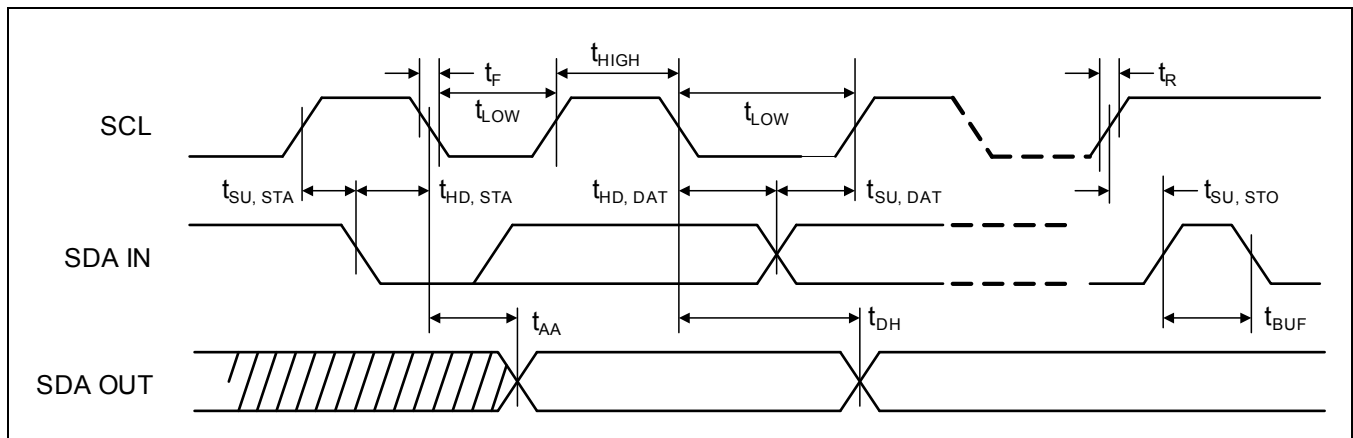 tF
tHIGH
tR
SCL
tLOW
tLOW
tSU, STA
tHD, STA
tHD, DAT
tSU, DAT
tSU, STO
SDA IN
tAA
tDH
tBUF
SDA OUT